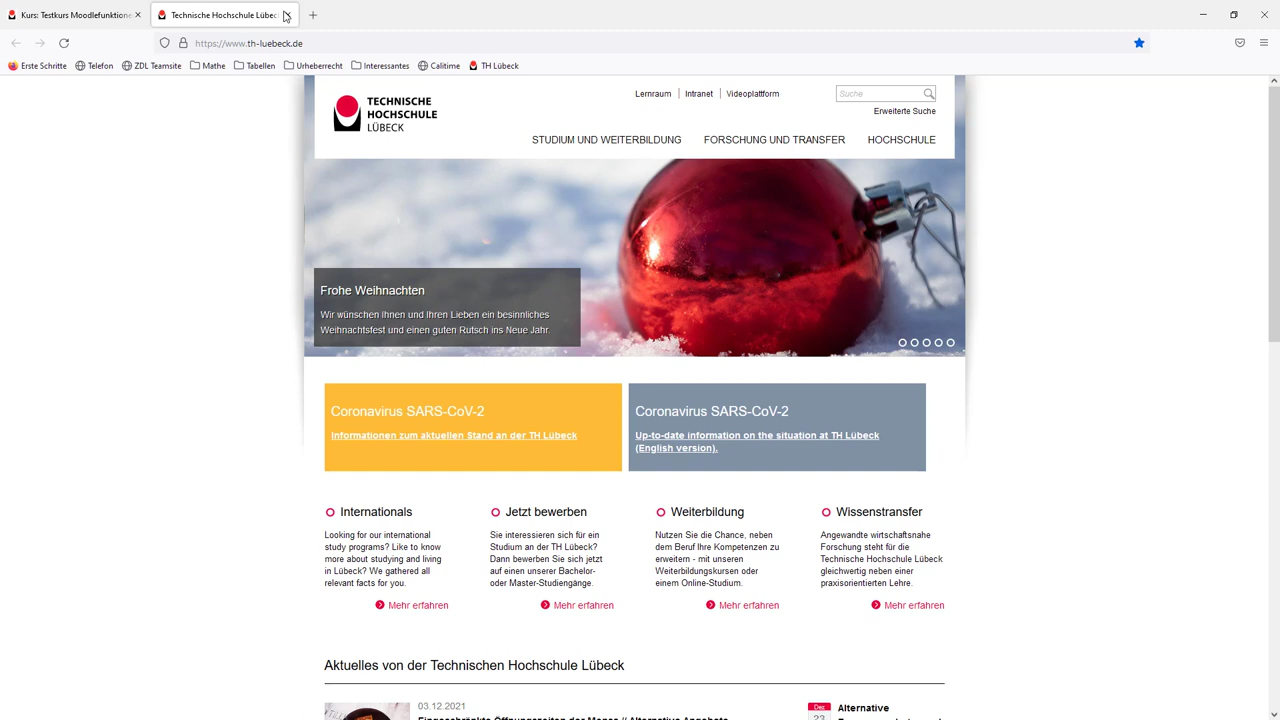 Kurs: Testkurs Moodlefunktione
Technische Hochschule Lübec
https://www.th-luebeck.de
Erste Schritte Telefon ZDL Teamsite Mathe Tabellen Urheberrecht Interessantes Calitime TH Lübeck
TECHNISCHE
HOCHSCHULE
LÜBECK
Lernraum Intranet Videoplattform
Suche
Erweiterte Suche
STUDIUM UND WEITERBILDUNG FORSCHUNG UND TRANSFER HOCHSCHULE
Frohe Weihnachten
Wir wünschen Ihnen und Ihren Lieben ein besinnliches
Weihnachtsfest und einen guten Rutsch ins Neue Jahr.
Coronavirus SARS-CoV-2
Informationen zum aktuellen Stand an der TH Lübeck
Coronavirus SARS-CoV-2
Up-to-date information on the situation at TH Lübeck
(English version).
Internationals
Looking for our international
study programs? Like to know
more about studying and living
in Lübeck? We gathered all
relevant facts for you.
Mehr erfahren
Jetzt bewerben
Sie interessieren sich für ein
Studium an der TH Lübeck?
Dann bewerben Sie sich jetzt
auf einen unserer Bachelor-
oder Master-Studiengänge.
Mehr erfahren
Weiterbildung
Nutzen Sie die Chance, neben
dem Beruf Ihre Kompetenzen zu
erweitern - mit unseren
Weiterbildungskursen oder
einem Online-Studium.
Mehr erfahren
Wissenstransfer
Angewandte wirtschaftsnahe
Forschung steht für die
Technische Hochschule Lübeck
gleichwertig neben einer
praxisorientierten Lehre.
Mehr erfahren
Aktuelles von der Technischen Hochschule Lübeck
03.12.2021
Eingeschränkte Öffnungszeiten der Mensa // Alternative Angebote
Dez
23
Alternative